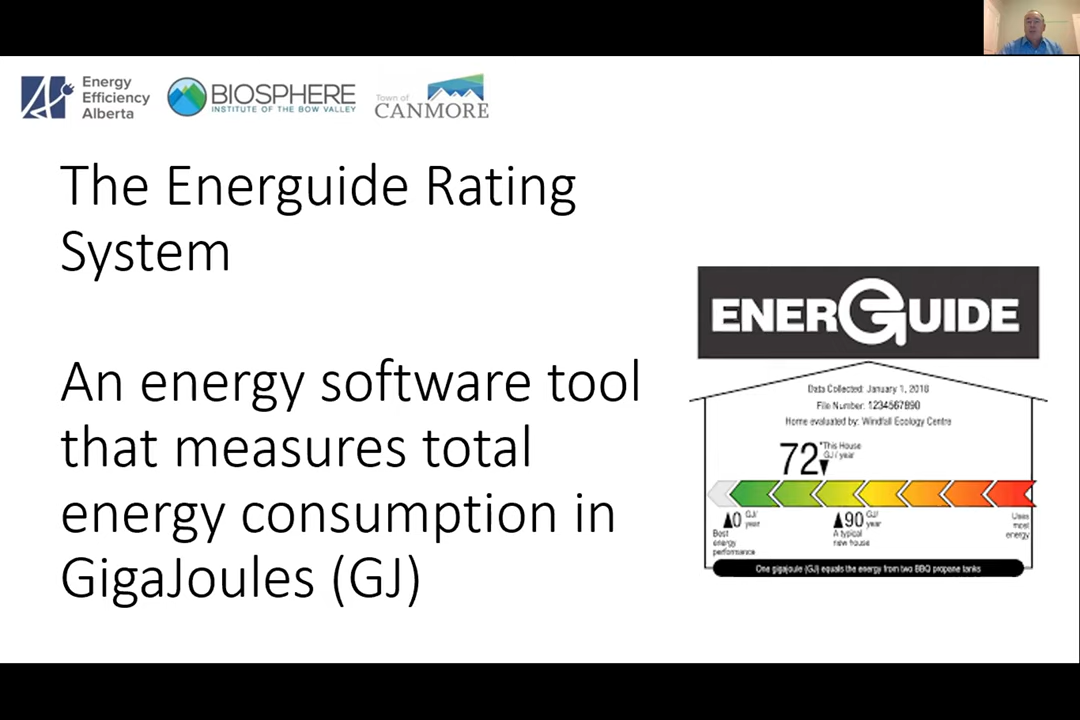 Energy
Efficiency
Alberta
BIOSPHERE
INSTITUTE OF THE BOW VALLEY
Town of
CANMORE
The Energuide Rating
System
An energy software tool
that measures total
energy consumption in
GigaJoules (GJ)
ENERGUIDE
Data Collected: January 1, 2018
File Number: 1234567890
Home evaluated by: Windfall Ecology Centre
72 *This House
GJ / year
0 GJ/
year
Best
energy
performance
90 GJ/
year
A typical
new house
Uses
most
energy
One gigajoule (GJ) equals the energy from two BBQ propane tanks